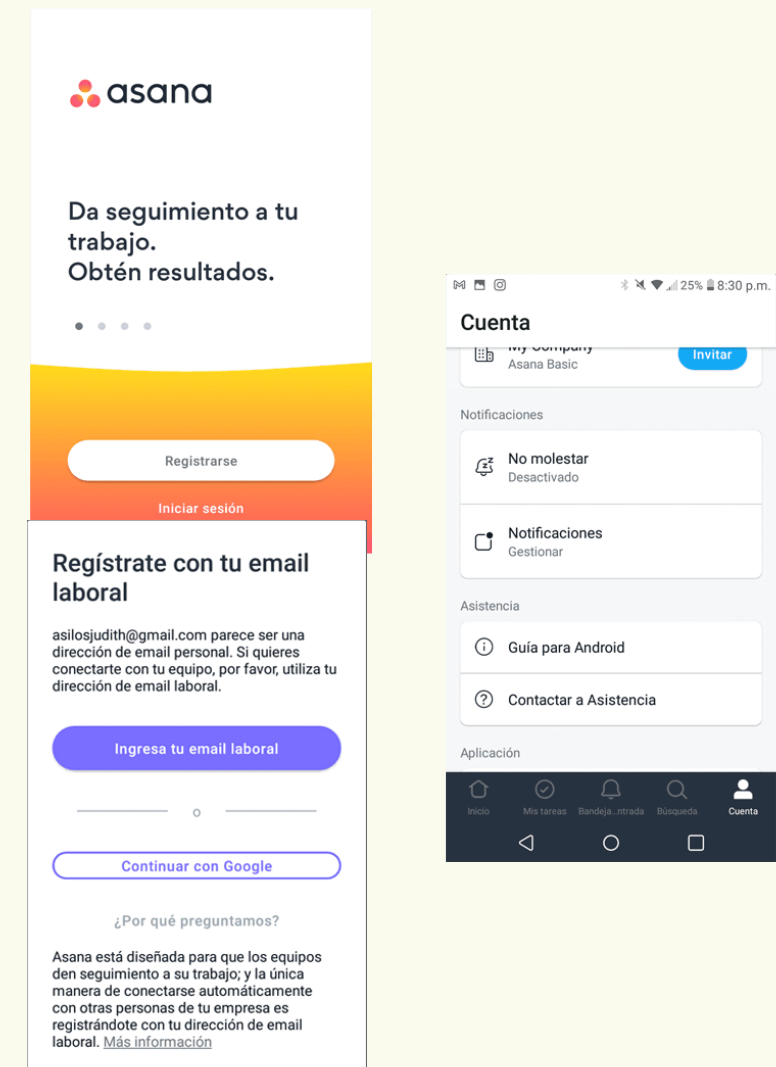 asana
Da seguimiento a tu
trabajo.
Obtén resultados.
Registrarse
Iniciar sesión
Regístrate con tu email
laboral
asilosjudith@gmail.com parece ser una
dirección de email personal. Si quieres
conectarte con tu equipo, por favor, utiliza tu
dirección de email laboral.
Ingresa tu email laboral
o
Continuar con Google
¿Por qué preguntamos?
Asana está diseñada para que los equipos
den seguimiento a su trabajo; y la única
manera de conectarse automáticamente
con otras personas de tu empresa es
registrándote con tu dirección de email
laboral. Más información
25% 8:30 p.m.
Cuenta
My Company
Asana Basic
Invitar
Notificaciones
No molestar
Desactivado
Notificaciones
Gestionar
Asistencia
Guía para Android
Contactar a Asistencia
Aplicación
Inicio
Mis tareas
Bandeja...ntrada
Búsqueda
Cuenta